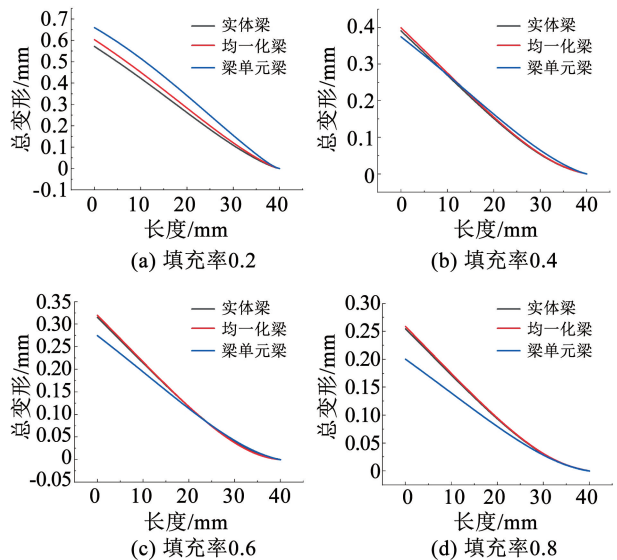 总变形/mm
0.7
0.6
0.5
0.4
0.3
0.2
0.1
0
-0.1
实体梁
均一化梁
梁单元梁
0 10 20 30 40
长度/mm
(a) 填充率0.2
总变形/mm
0.4
0.3
0.2
0.1
0
实体梁
均一化梁
梁单元梁
0 10 20 30 40
长度/mm
(b) 填充率0.4
总变形/mm
0.35
0.30
0.25
0.20
0.15
0.10
0.05
0
-0.05
实体梁
均一化梁
梁单元梁
0 10 20 30 40
长度/mm
(c) 填充率0.6
总变形/mm
0.30
0.25
0.20
0.15
0.10
0.05
0
实体梁
均一化梁
梁单元梁
0 10 20 30 40
长度/mm
(d) 填充率0.8